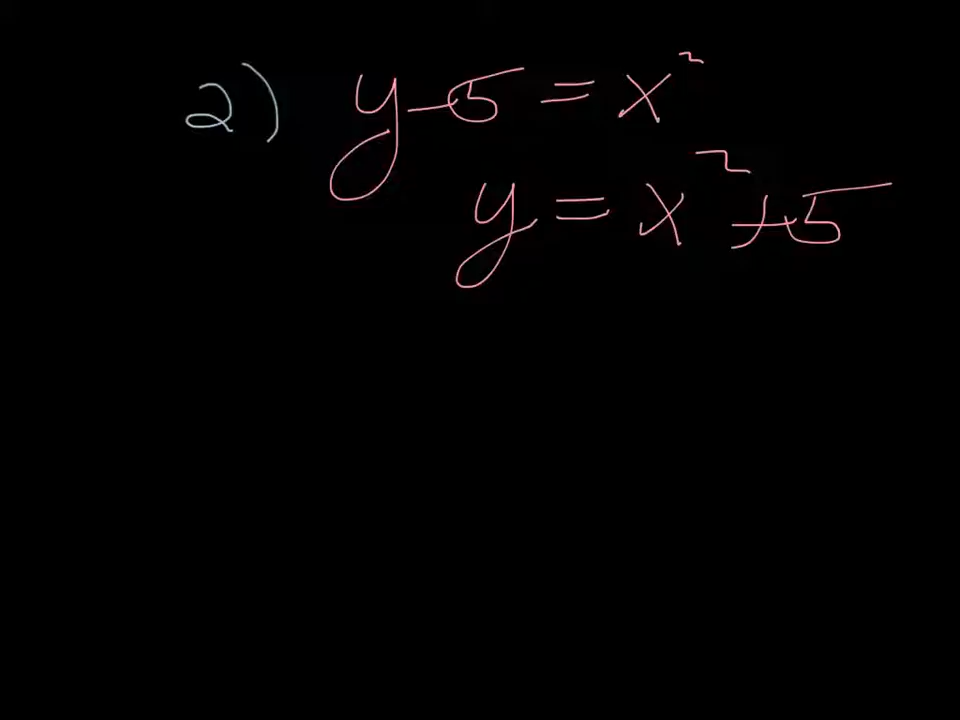 2) y-5 = x²
y = x²+5